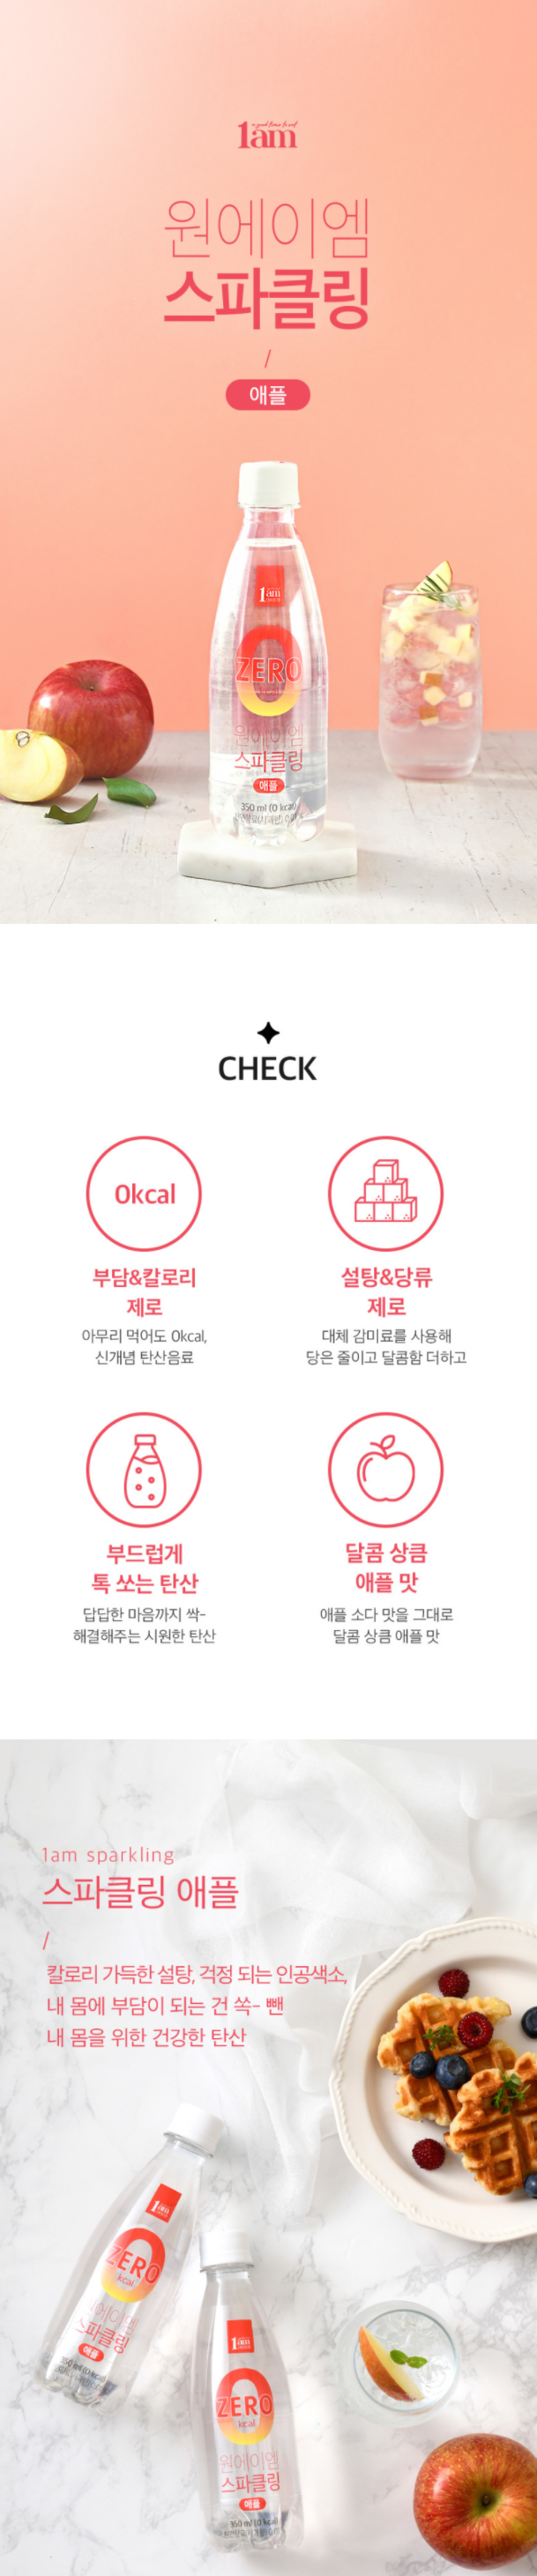 a good time to eat
1am
원에이엠
스파클링
/
애플
1am
ZERO
원에이엠
스파클링
애플
350 ml (0 kcal)
CHECK
0kcal
부담&칼로리
제로
아무리 먹어도 0kcal,
신개념 탄산음료
설탕&당류
제로
대체 감미료를 사용해
당은 줄이고 달콤함 더하고
부드럽게
톡 쏘는 탄산
답답한 마음까지 싹-
해결해주는 시원한 탄산
달콤 상큼
애플 맛
애플 소다 맛을 그대로
달콤 상큼 애플 맛
1am sparkling
스파클링 애플
/
칼로리 가득한 설탕, 걱정 되는 인공색소,
내 몸에 부담이 되는 건 쏙- 뺀
내 몸을 위한 건강한 탄산
1am
ZERO
kcal
원에이엠
스파클링
애플
350 ml (0 kcal)
1am
ZERO
kcal
원에이엠
스파클링
애플
350 ml (0 kcal)